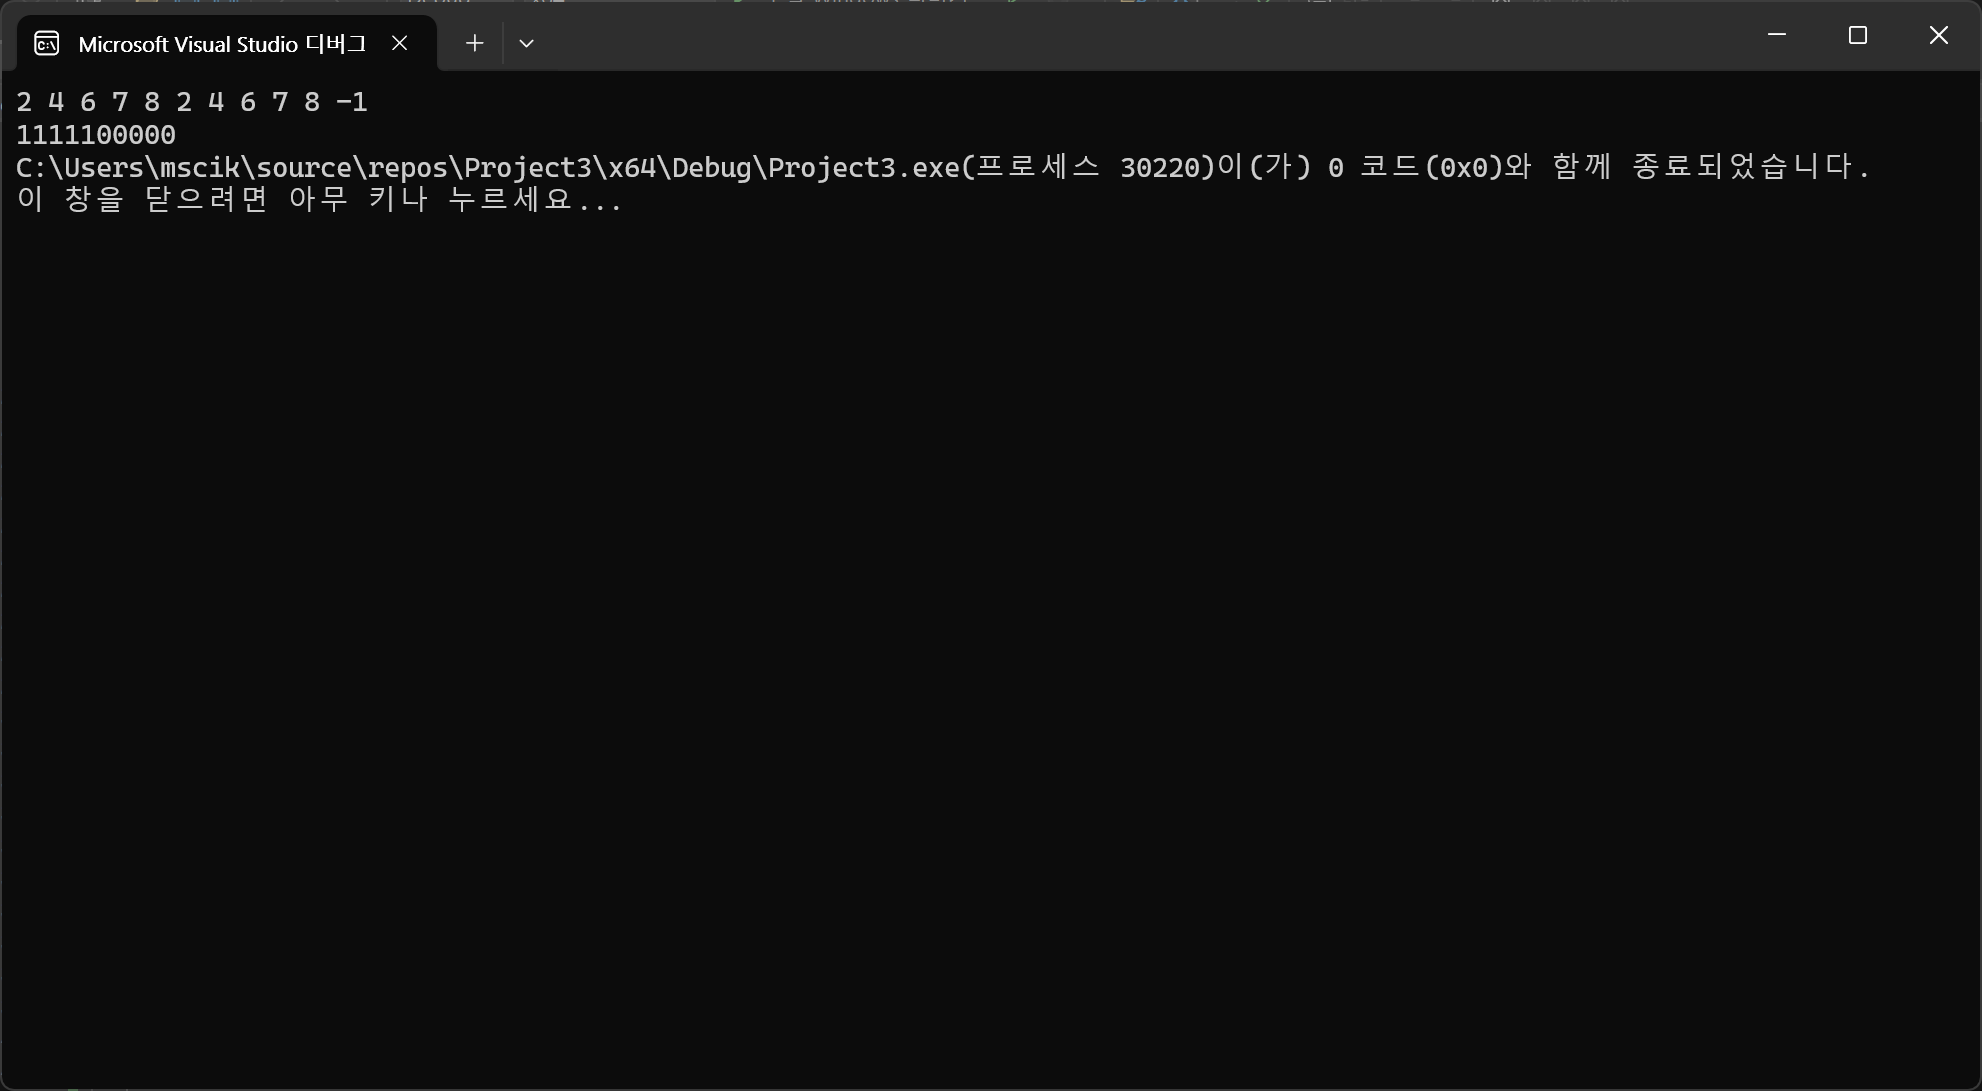 Microsoft Visual Studio 디버그
2 4 6 7 8 2 4 6 7 8 -1
1111100000
C:\Users\mscik\source\repos\Project3\x64\Debug\Project3.exe(프로세스 30220)이(가) 0 코드(0x0)와 함께 종료되었습니다.
이 창을 닫으려면 아무 키나 누르세요...